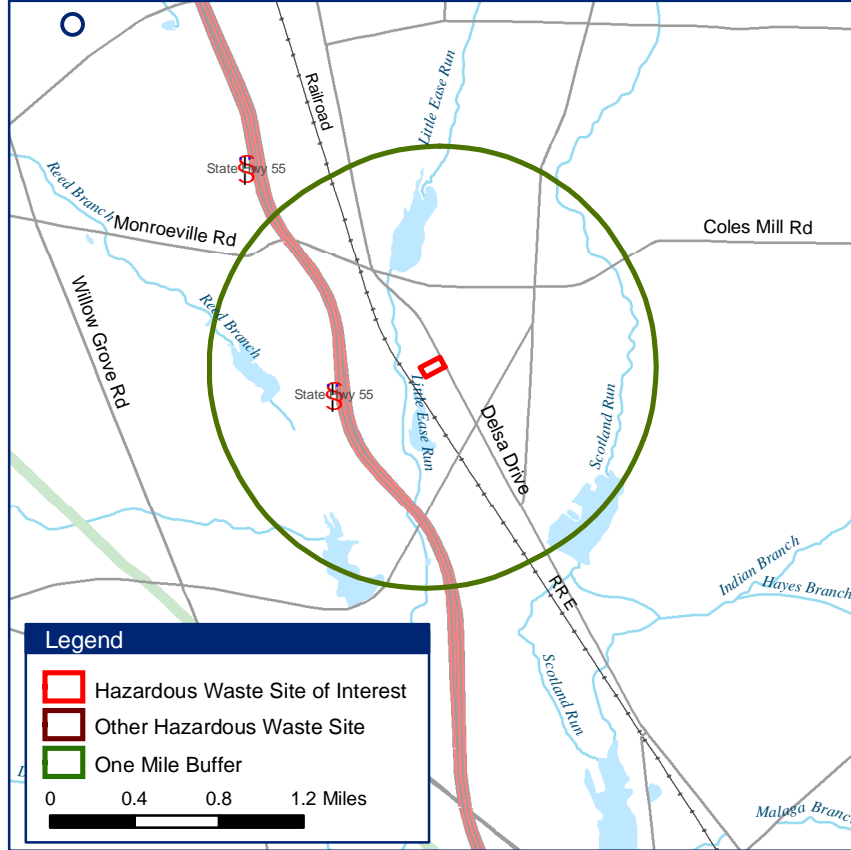 Little Ease Run
Railroad
State Hwy 55
Reed Branch
Monroeville Rd
Coles Mill Rd
Willow Grove Rd
Reed Branch
State Hwy 55
Little Ease Run
Delsa Drive
Scotland Run
Indian Branch
Hayes Branch
RR E
Scotland Run
Malaga Branch
Legend
Hazardous Waste Site of Interest
Other Hazardous Waste Site
One Mile Buffer
0 0.4 0.8 1.2 Miles